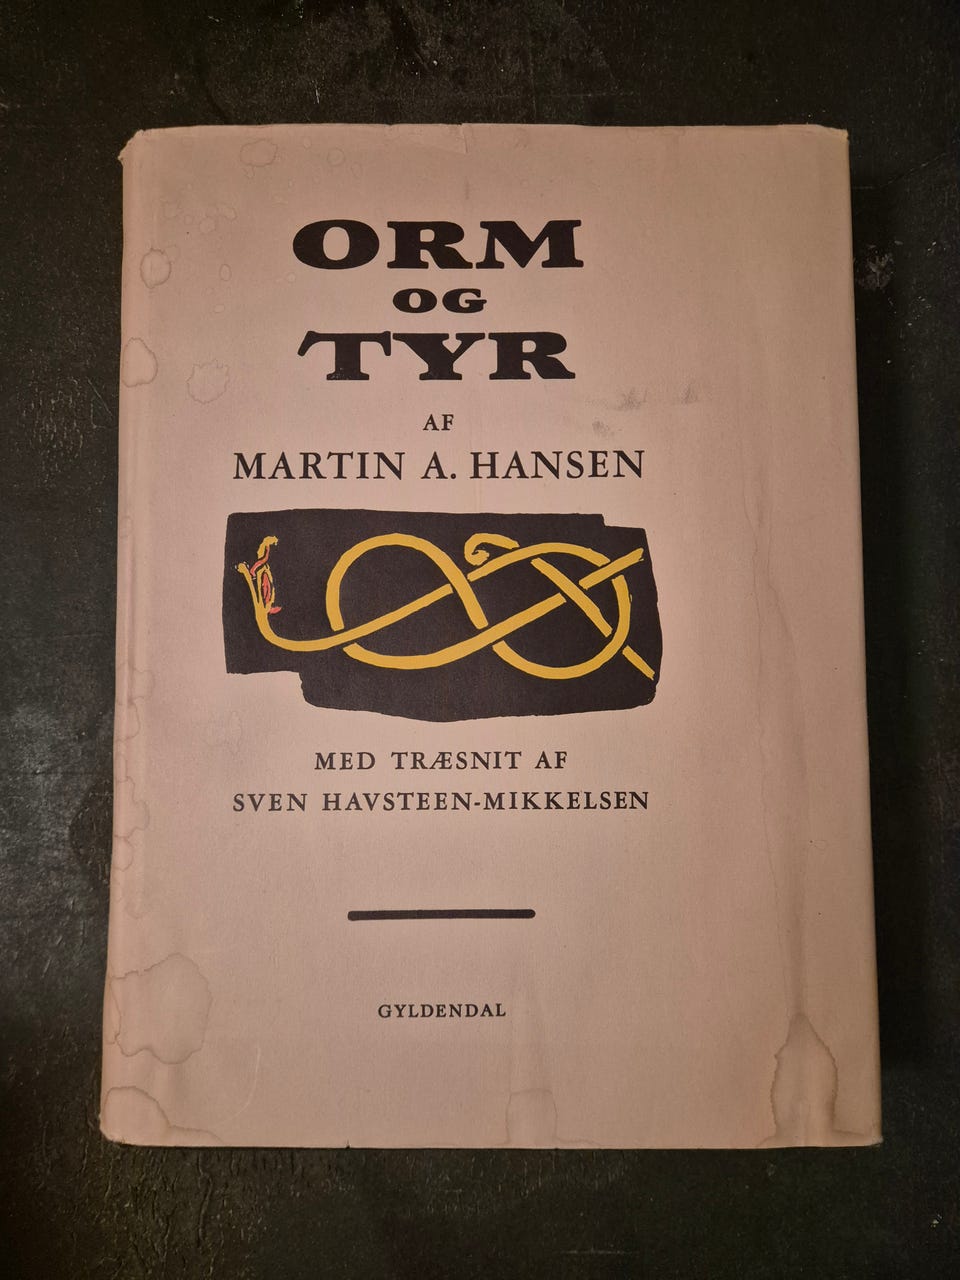 ORM
OG
TYR
AF
MARTIN A. HANSEN
MED TRÆSNIT AF
SVEN HAVSTEEN-MIKKELSEN
GYLDENDAL